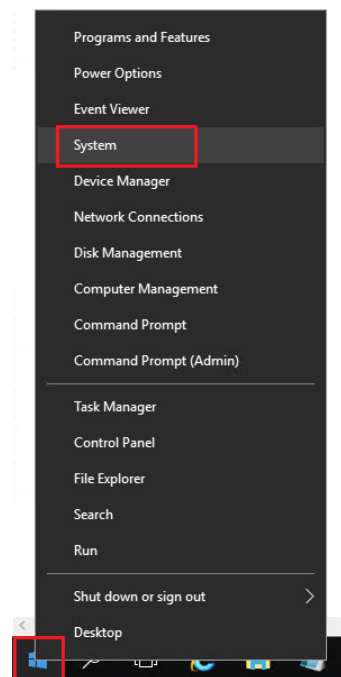 Programs and Features
Power Options
Event Viewer
System
Device Manager
Network Connections
Disk Management
Computer Management
Command Prompt
Command Prompt (Admin)
Task Manager
Control Panel
File Explorer
Search
Run
Shut down or sign out
Desktop